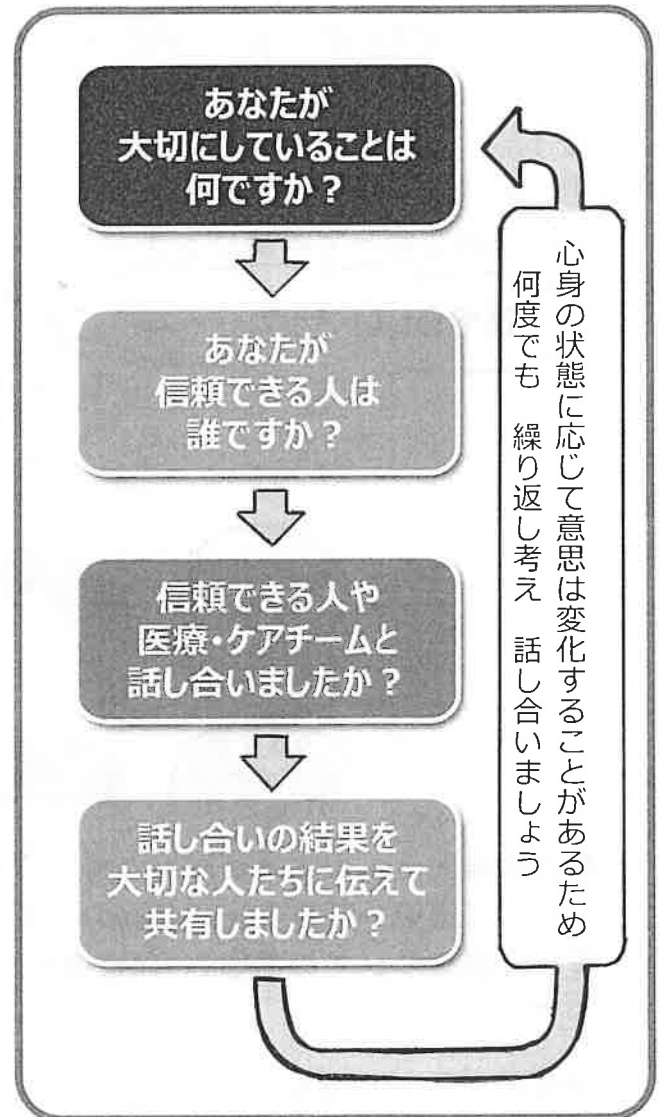 あなたが
大切にしていることは
何ですか？
あなたが
信頼できる人は
誰ですか？
信頼できる人や
医療・ケアチームと
話し合いましたか？
話し合いの結果を
大切な人たちに伝えて
共有しましたか？
心身の状態に応じて意思は変化することがあるため
何度でも　繰り返し考え　話し合いましょう